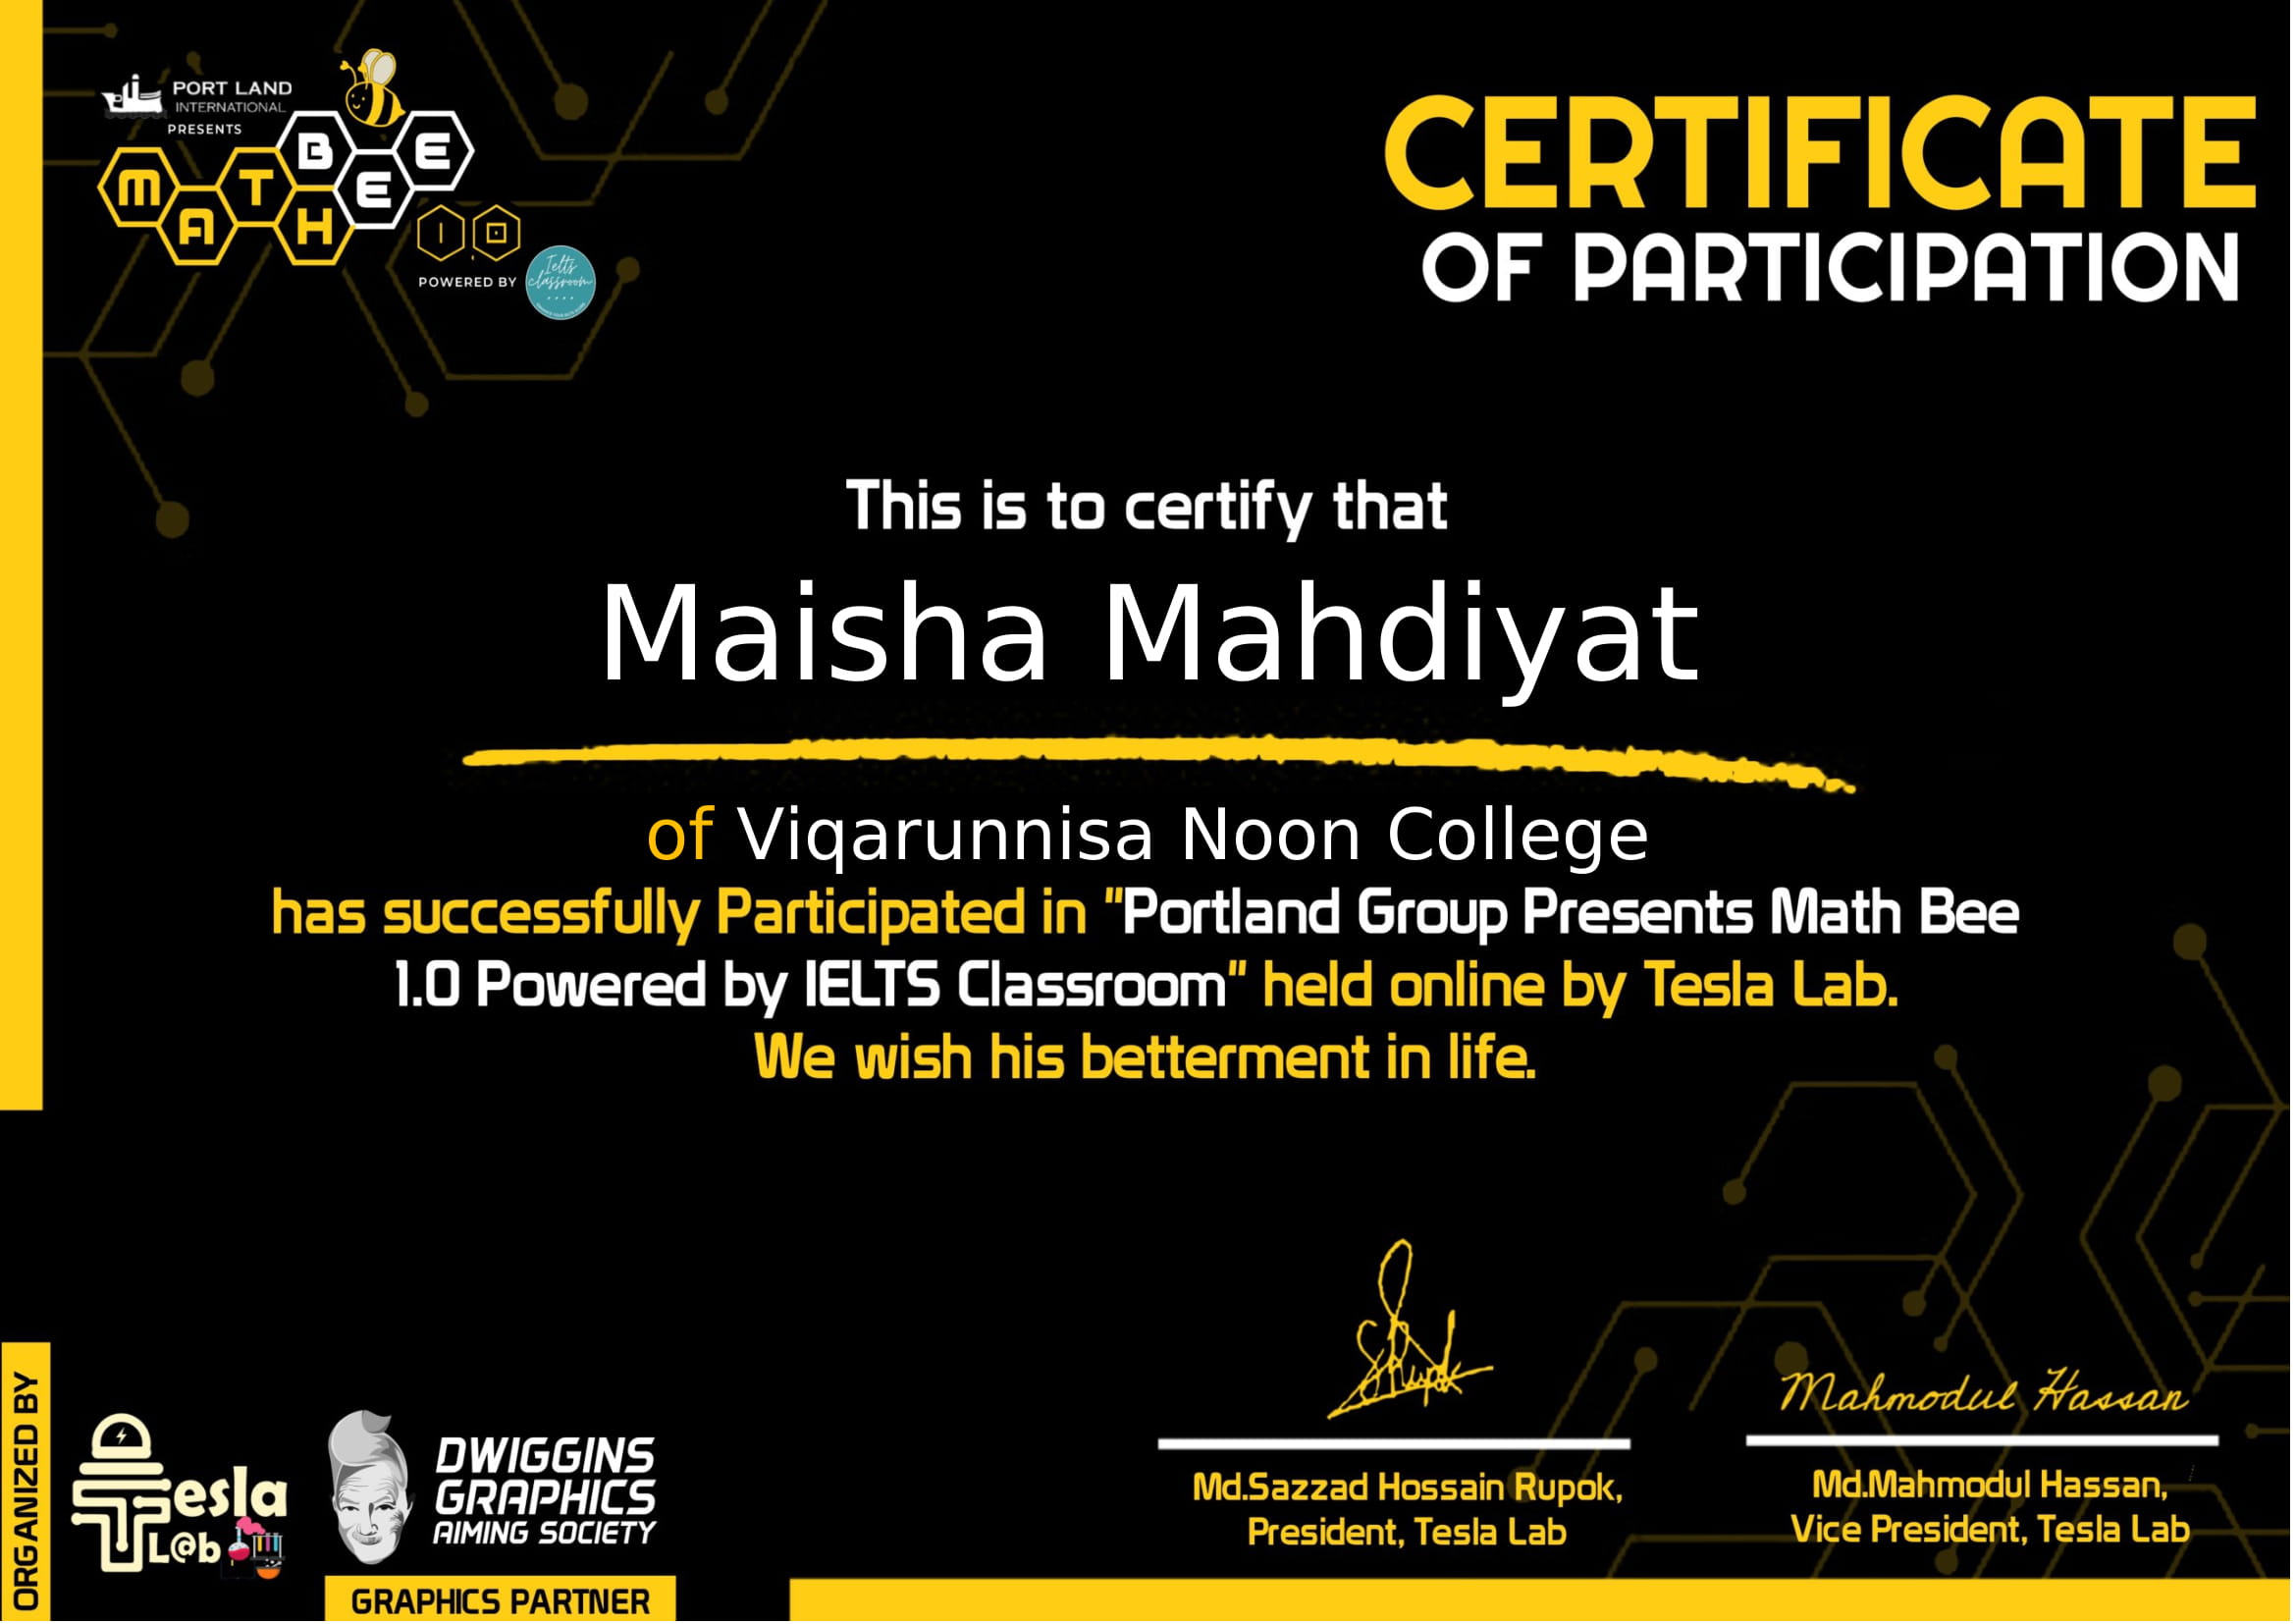 PORT LAND
INTERNATIONAL
PRESENTS
MATH BEE
1.0
POWERED BY
Ielts
classroom
CERTIFICATE
OF PARTICIPATION
This is to certify that
Maisha Mahdiyat
of Viqarunnisa Noon College
has successfully Participated in "Portland Group Presents Math Bee
1.0 Powered by IELTS Classroom" held online by Tesla Lab.
We wish his betterment in life.
ORGANIZED BY
Tesla
L@b
DWIGGINS
GRAPHICS
AIMING SOCIETY
GRAPHICS PARTNER
Rupok
Md.Sazzad Hossain Rupok,
President, Tesla Lab
Mahmodul Hassan
Md.Mahmodul Hassan,
Vice President, Tesla Lab